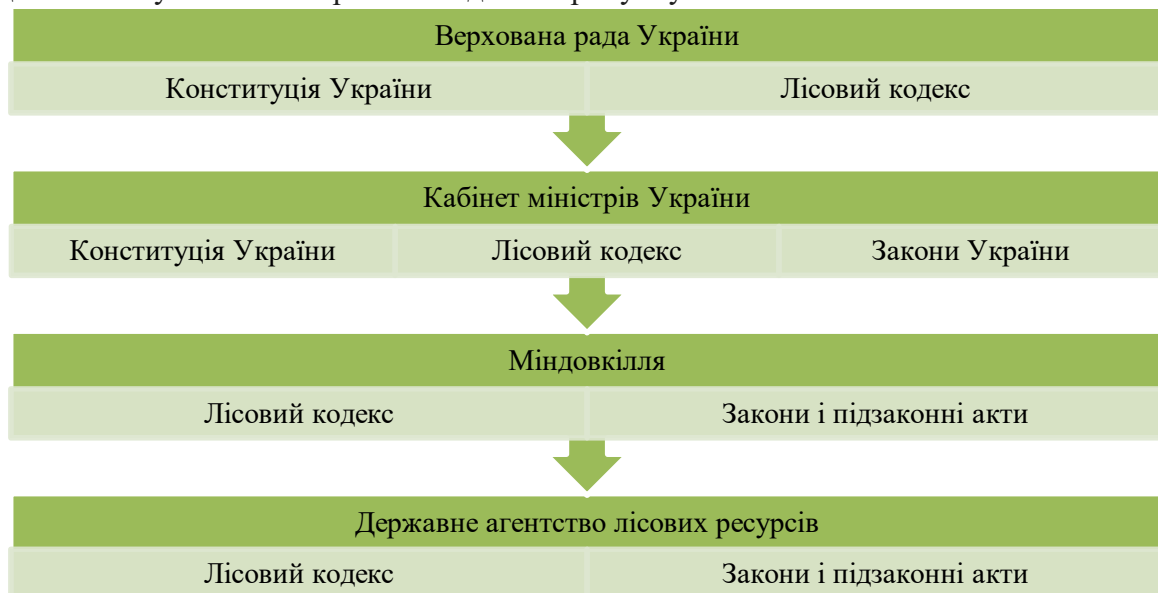 Верхована рада України
Конституція України Лісовий кодекс
Кабінет міністрів України
Конституція України Лісовий кодекс Закони України
Міндовкілля
Лісовий кодекс Закони і підзаконні акти
Державне агентство лісових ресурсів
Лісовий кодекс Закони і підзаконні акти